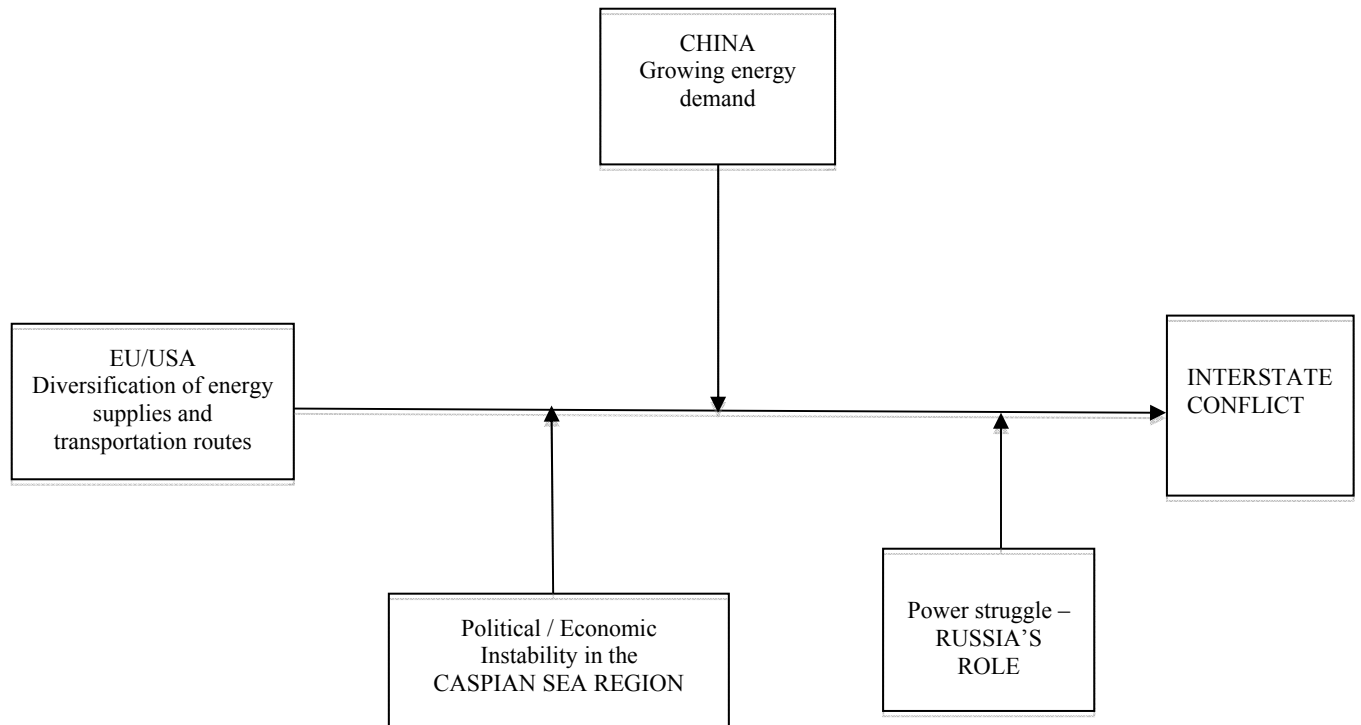 CHINA
Growing energy
demand
EU/USA
Diversification of energy
supplies and
transportation routes
INTERSTATE
CONFLICT
Political / Economic
Instability in the
CASPIAN SEA REGION
Power struggle –
RUSSIA’S
ROLE